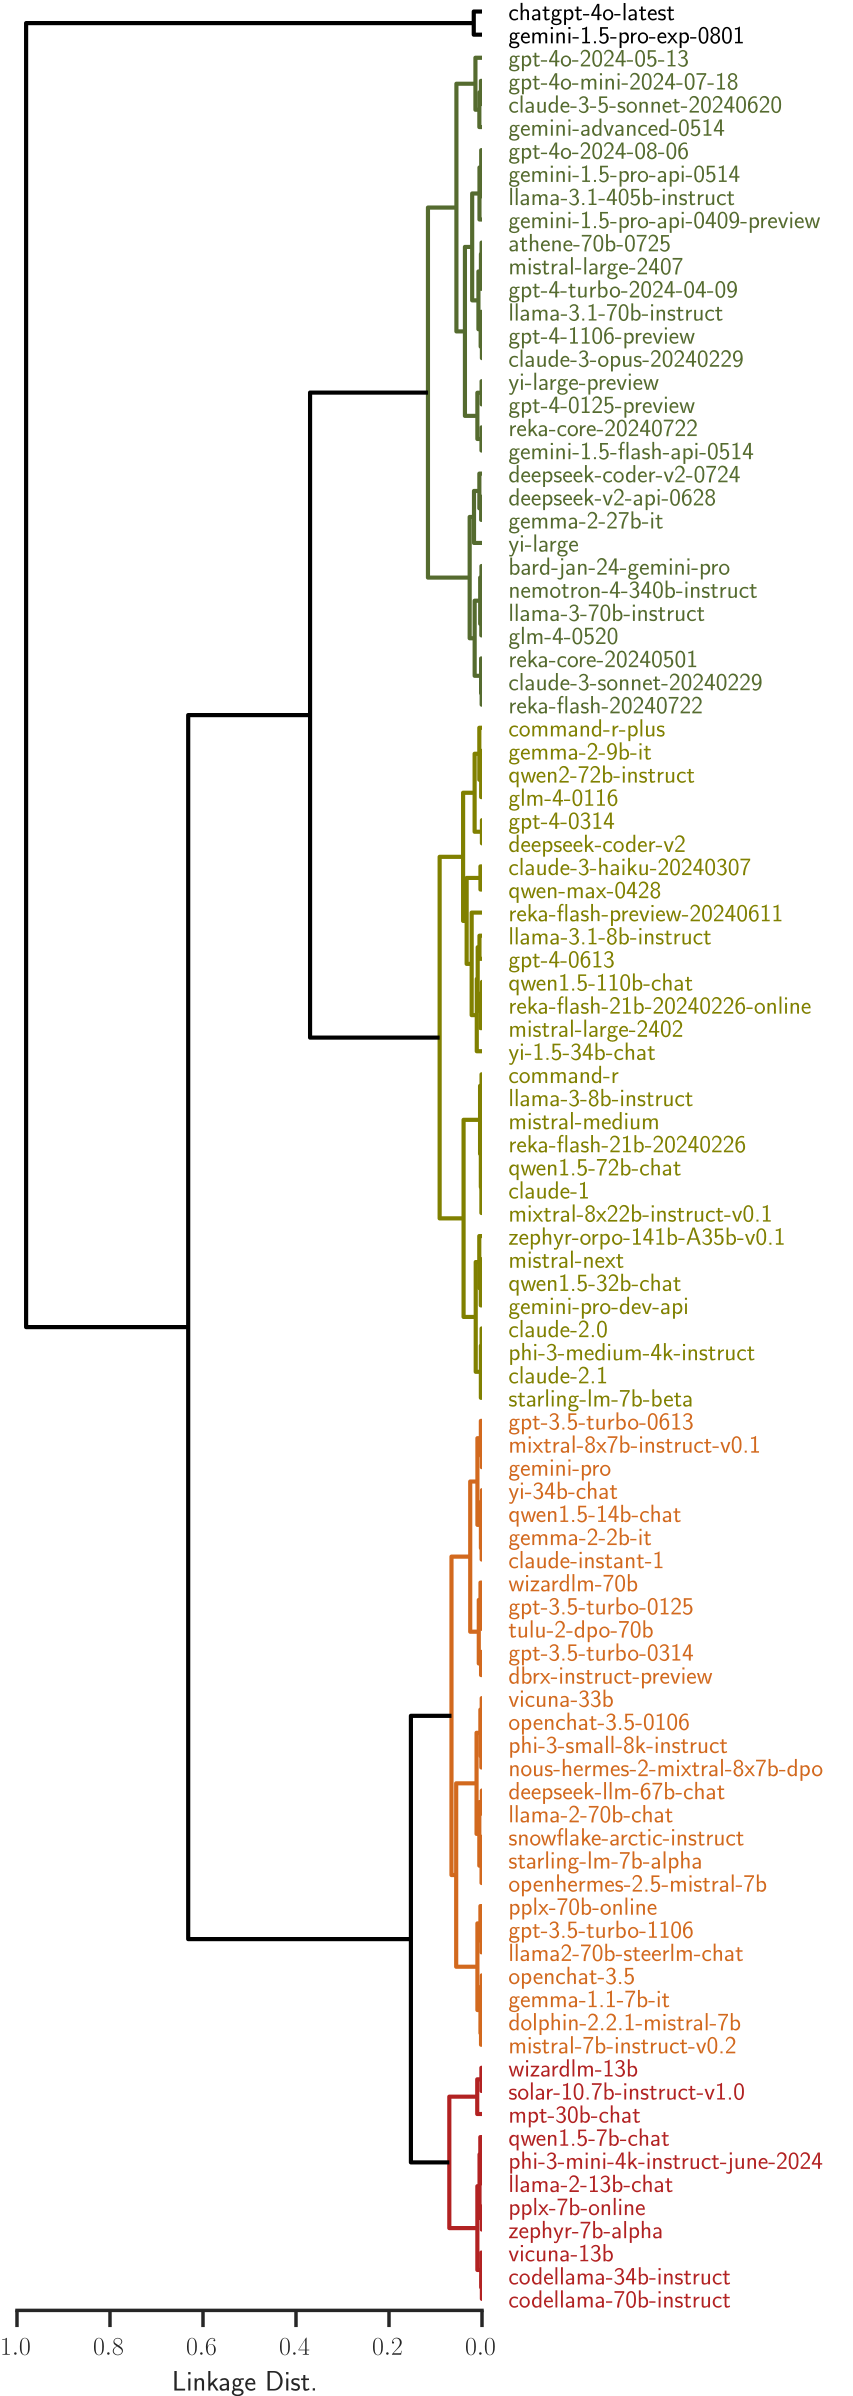 chatgpt-4o-latest
gemini-1.5-pro-exp-0801
gpt-4o-2024-05-13
gpt-4o-mini-2024-07-18
claude-3-5-sonnet-20240620
gemini-advanced-0514
gpt-4o-2024-08-06
gemini-1.5-pro-api-0514
llama-3.1-405b-instruct
gemini-1.5-pro-api-0409-preview
athene-70b-0725
mistral-large-2407
gpt-4-turbo-2024-04-09
llama-3.1-70b-instruct
gpt-4-1106-preview
claude-3-opus-20240229
yi-large-preview
gpt-4-0125-preview
reka-core-20240722
gemini-1.5-flash-api-0514
deepseek-coder-v2-0724
deepseek-v2-api-0628
gemma-2-27b-it
yi-large
bard-jan-24-gemini-pro
nemotron-4-340b-instruct
llama-3-70b-instruct
glm-4-0520
reka-core-20240501
claude-3-sonnet-20240229
reka-flash-20240722
command-r-plus
gemma-2-9b-it
qwen2-72b-instruct
glm-4-0116
gpt-4-0314
deepseek-coder-v2
claude-3-haiku-20240307
qwen-max-0428
reka-flash-preview-20240611
llama-3.1-8b-instruct
gpt-4-0613
qwen1.5-110b-chat
reka-flash-21b-20240226-online
mistral-large-2402
yi-1.5-34b-chat
command-r
llama-3-8b-instruct
mistral-medium
reka-flash-21b-20240226
qwen1.5-72b-chat
claude-1
mixtral-8x22b-instruct-v0.1
zephyr-orpo-141b-A35b-v0.1
mistral-next
qwen1.5-32b-chat
gemini-pro-dev-api
claude-2.0
phi-3-medium-4k-instruct
claude-2.1
starling-lm-7b-beta
gpt-3.5-turbo-0613
mixtral-8x7b-instruct-v0.1
gemini-pro
yi-34b-chat
qwen1.5-14b-chat
gemma-2-2b-it
claude-instant-1
wizardlm-70b
gpt-3.5-turbo-0125
tulu-2-dpo-70b
gpt-3.5-turbo-0314
dbrx-instruct-preview
vicuna-33b
openchat-3.5-0106
phi-3-small-8k-instruct
nous-hermes-2-mixtral-8x7b-dpo
deepseek-llm-67b-chat
llama-2-70b-chat
snowflake-arctic-instruct
starling-lm-7b-alpha
openhermes-2.5-mistral-7b
pplx-70b-online
gpt-3.5-turbo-1106
llama2-70b-steerlm-chat
openchat-3.5
gemma-1.1-7b-it
dolphin-2.2.1-mistral-7b
mistral-7b-instruct-v0.2
wizardlm-13b
solar-10.7b-instruct-v1.0
mpt-30b-chat
qwen1.5-7b-chat
phi-3-mini-4k-instruct-june-2024
llama-2-13b-chat
pplx-7b-online
zephyr-7b-alpha
vicuna-13b
codellama-34b-instruct
codellama-70b-instruct
1.0 0.8 0.6 0.4 0.2 0.0
Linkage Dist.